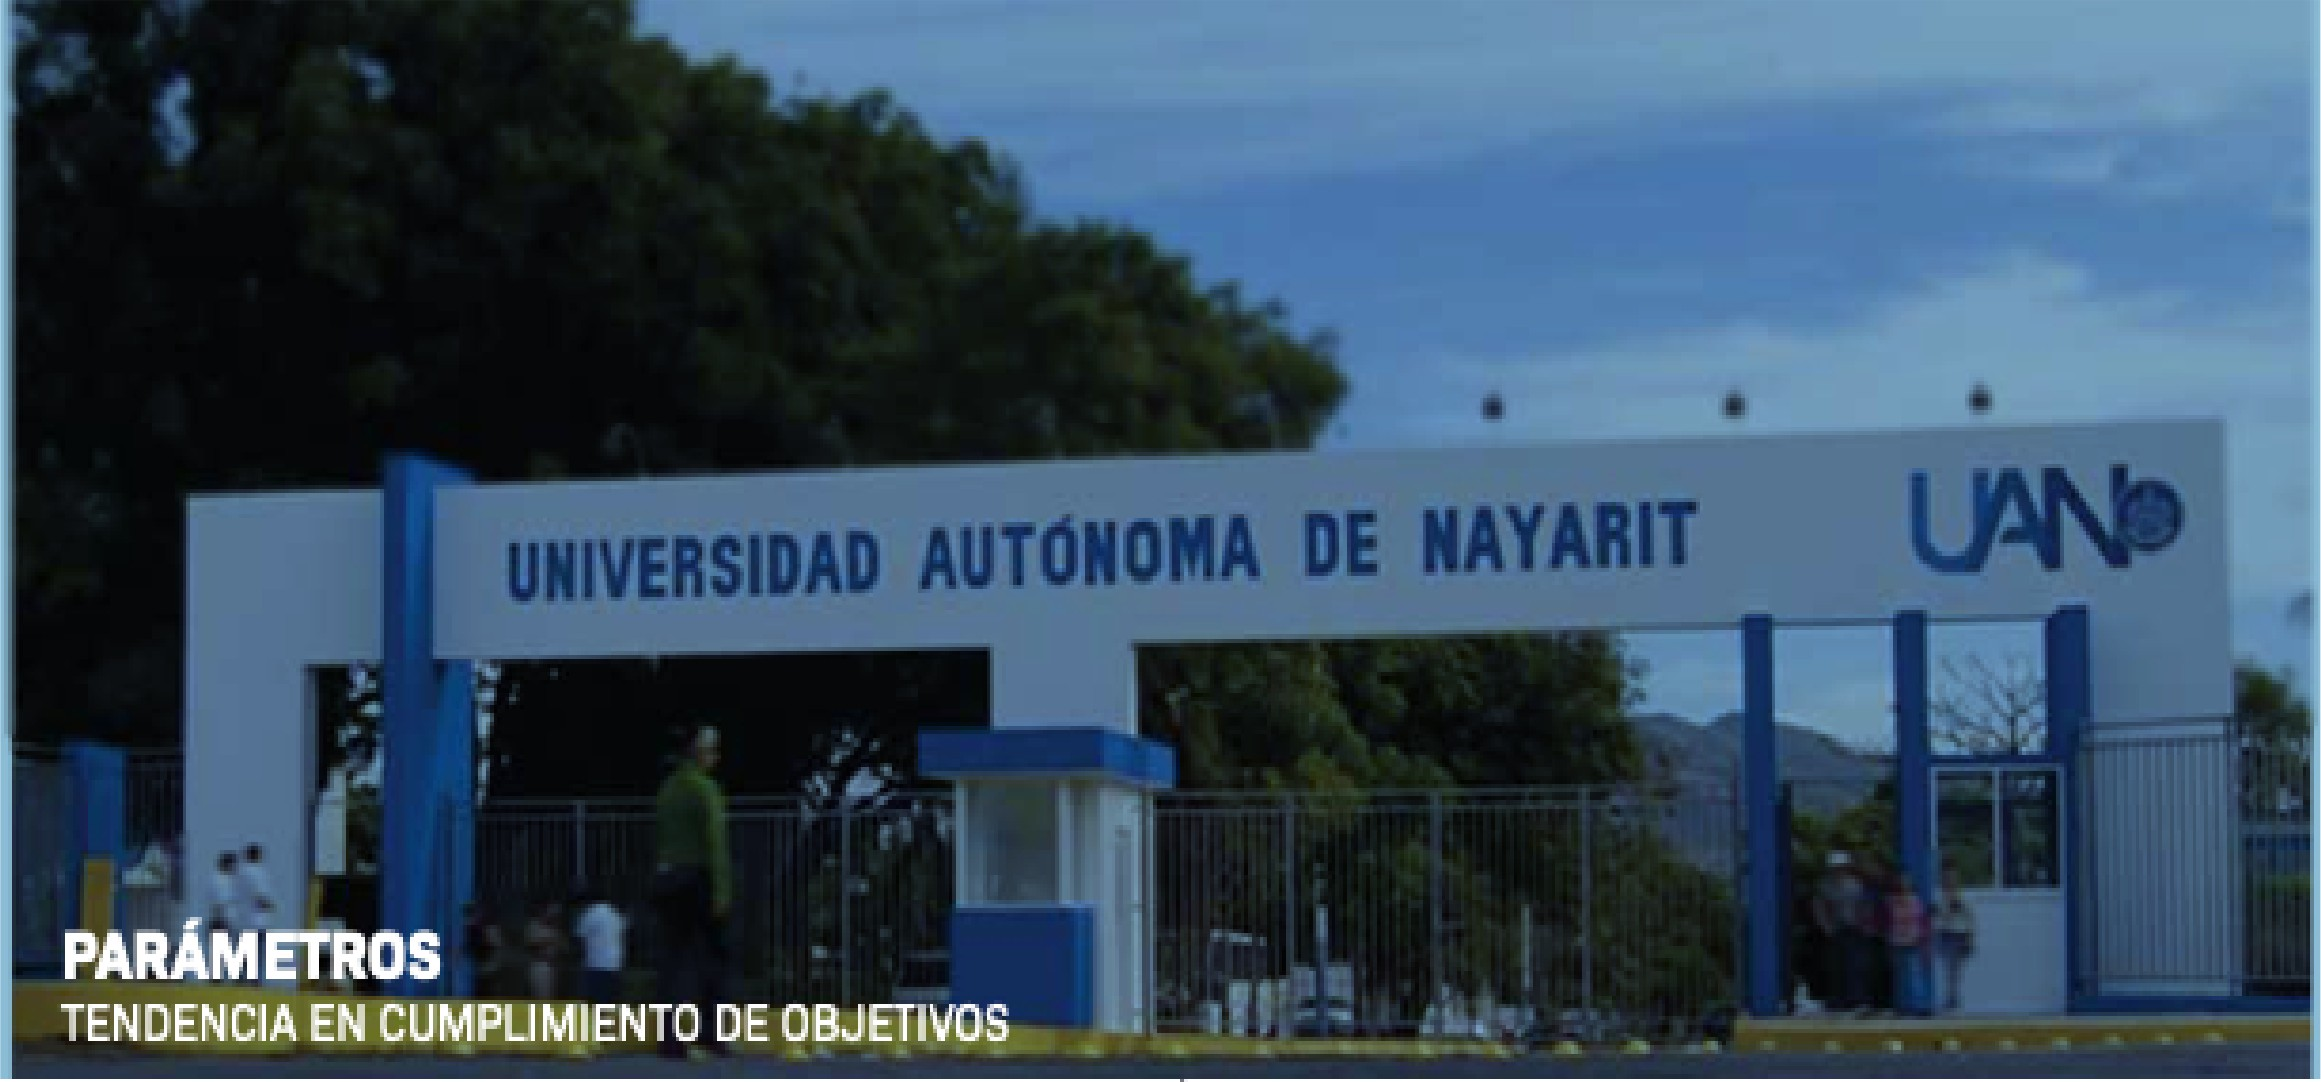 UNIVERSIDAD AUTÓNOMA DE NAYARIT
UAN
PARÁMETROS
TENDENCIA EN CUMPLIMIENTO DE OBJETIVOS